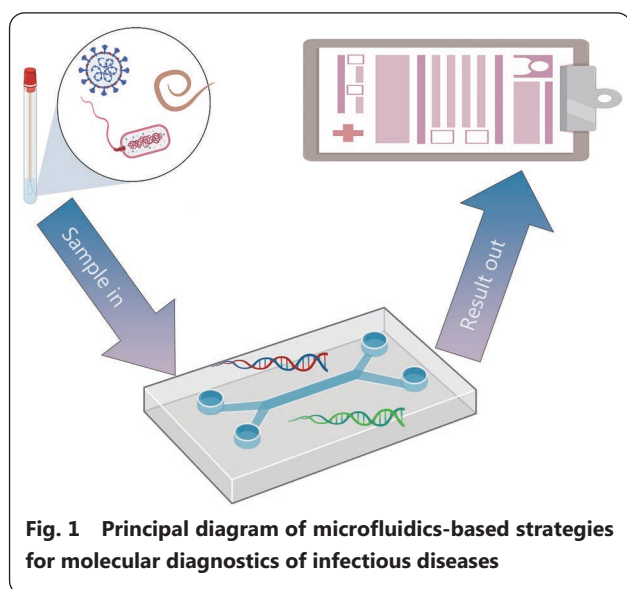 Sample in
Result out
Fig. 1 Principal diagram of microfluidics-based strategies
for molecular diagnostics of infectious diseases